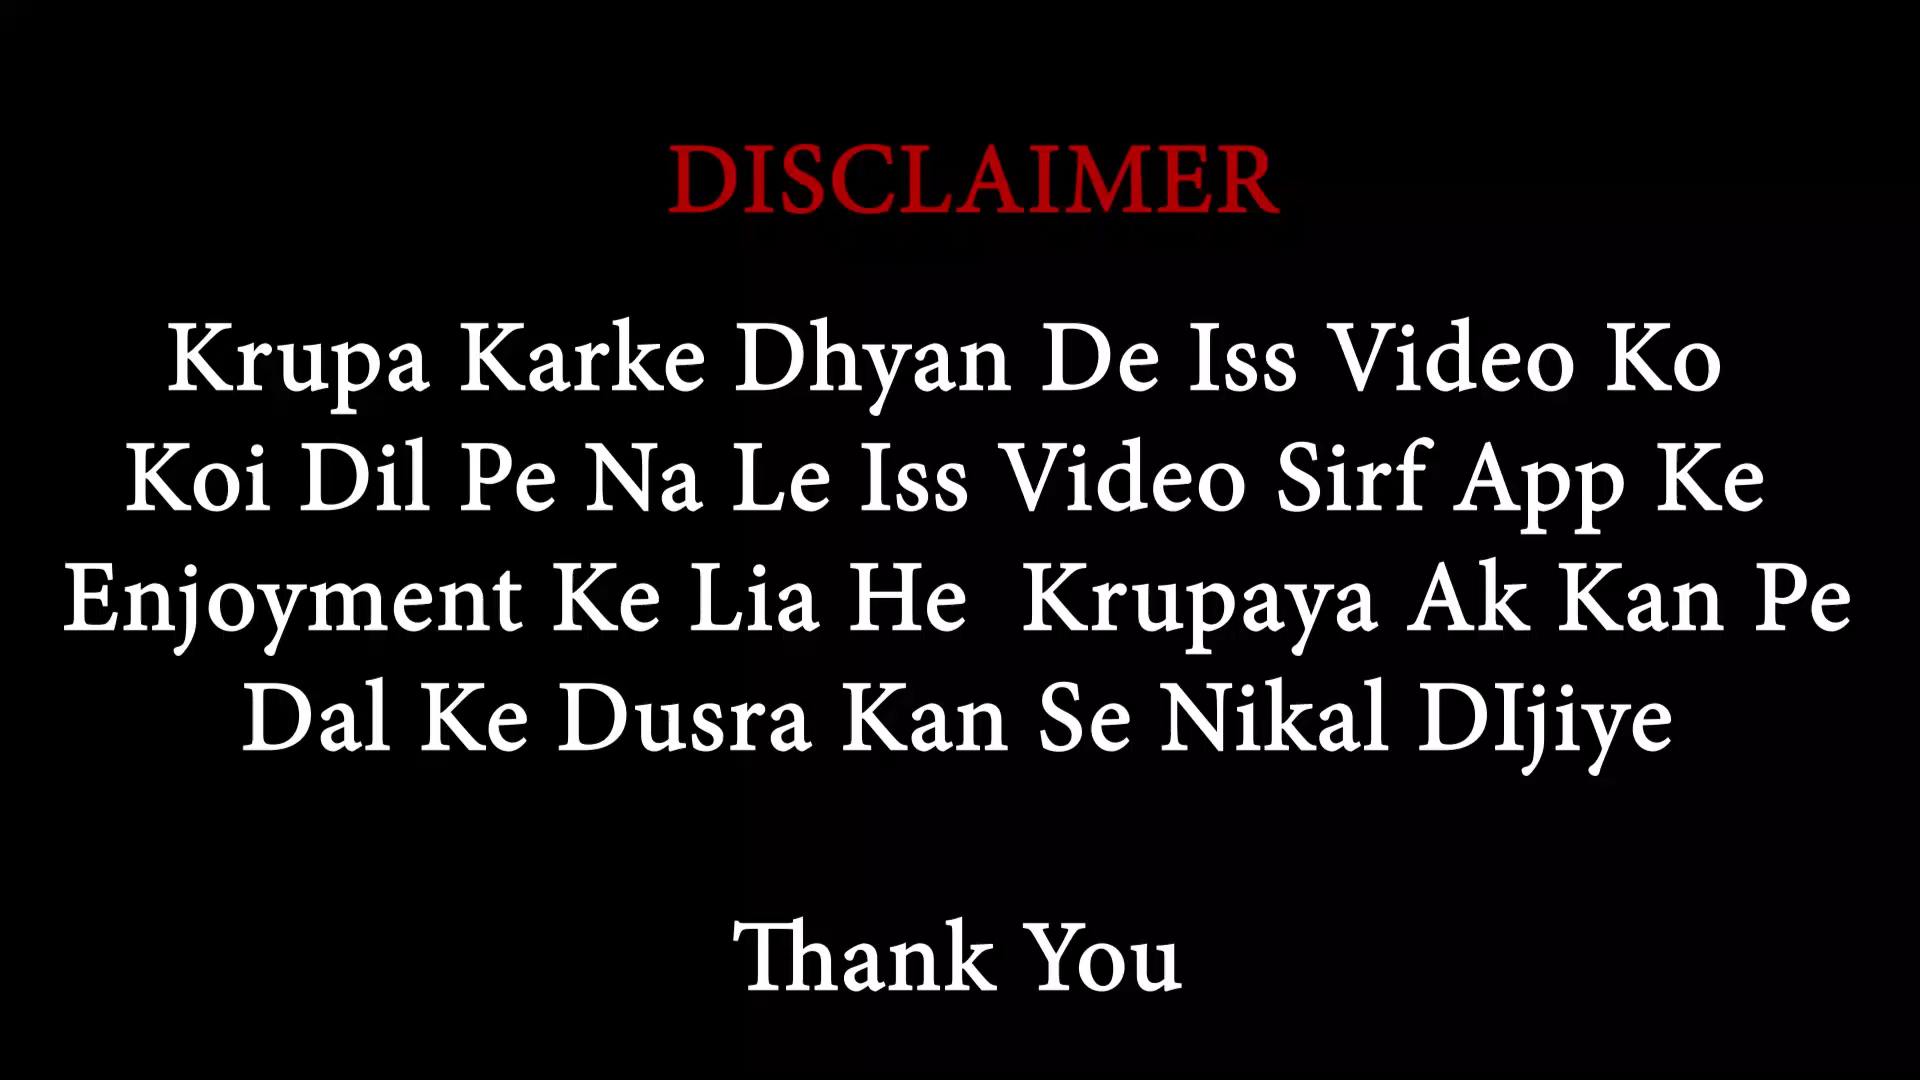 DISCLAIMER
Krupa Karke Dhyan De Iss Video Ko
Koi Dil Pe Na Le Iss Video Sirf App Ke
Enjoyment Ke Lia He  Krupaya Ak Kan Pe
Dal Ke Dusra Kan Se Nikal DIjiye
Thank You